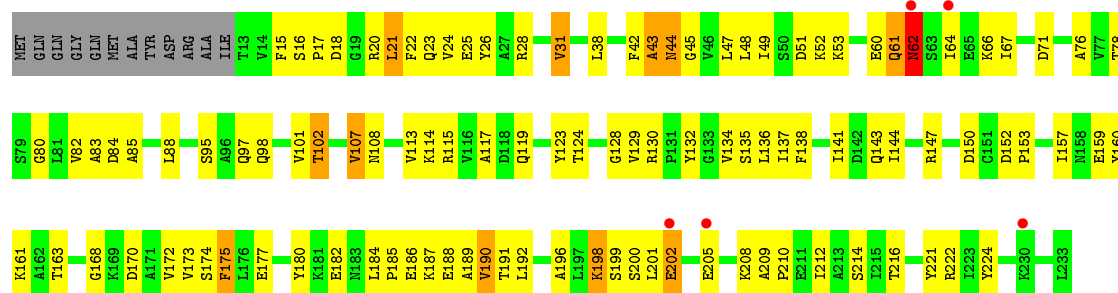 MET GLN GLN GLY GLN MET ALA TYR ASP ARG ALA ILE T13 V14 F15 S16 P17 D18 G19 R20 L21 F22 Q23 V24 E25 Y26 A27 R28 V31 L38 F42 A43 N44 G45 V46 L47 L48 I49 S50 D51 K52 K53 E60 Q61 N62 S63 I64 E65 K66 I67 D71 A76 V77 T78
S79 G80 L81 V82 A83 D84 A85 L88 S95 A96 Q97 Q98 V101 T102 V107 N108 V113 K114 R115 V116 A117 D118 Q119 Y123 T124 G128 V129 R130 P131 Y132 G133 V134 S135 L136 I137 F138 I141 D142 Q143 I144 R147 D150 C151 D152 P153 I157 N158 E159 Y160
K161 A162 T163 G168 K169 D170 A171 V172 V173 S174 F175 L176 E177 Y180 K181 E182 N183 L184 P185 E186 K187 E188 A189 V190 T191 L192 A196 L197 K198 S199 S200 L201 E202 E205 K208 A209 P210 E211 I212 A213 S214 I215 T216 Y221 R222 I223 Y224 K230 L233